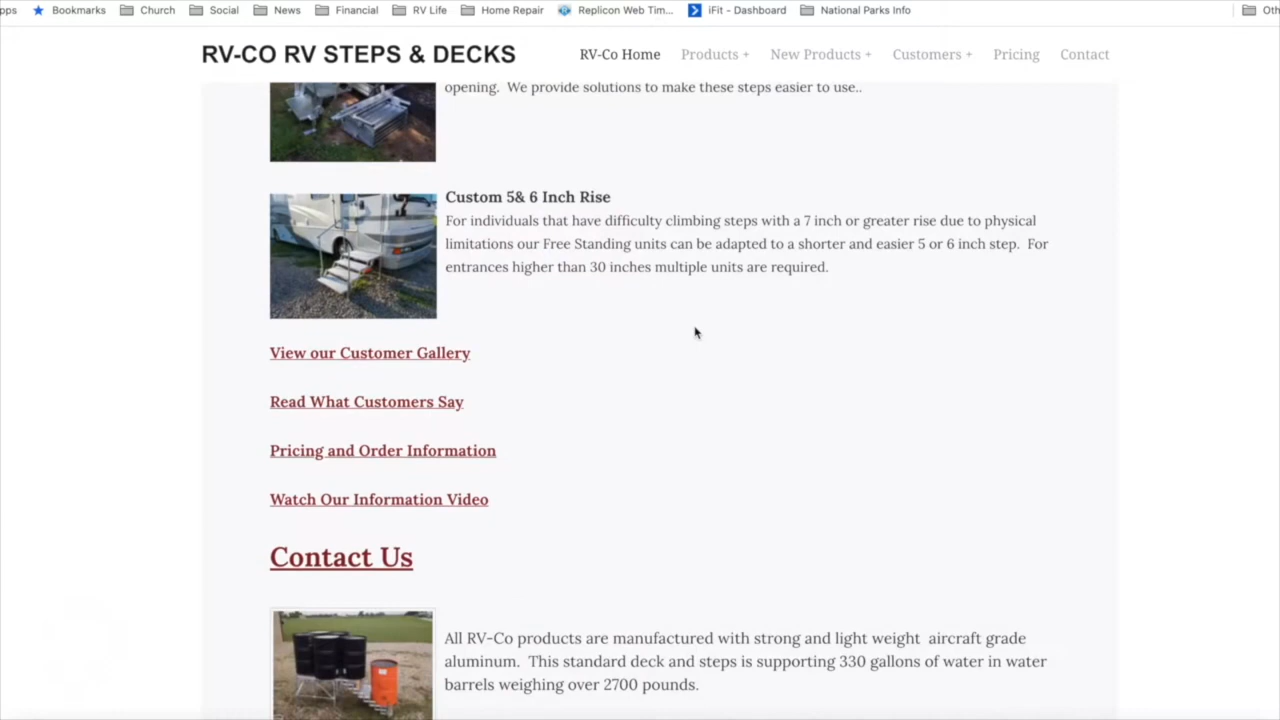 pps Bookmarks Church Social News Financial RV Life Home Repair Replicon Web Tim... iFit - Dashboard National Parks Info Oth
RV-CO RV STEPS & DECKS RV-Co Home Products + New Products + Customers + Pricing Contact
opening. We provide solutions to make these steps easier to use..
Custom 5& 6 Inch Rise
For individuals that have difficulty climbing steps with a 7 inch or greater rise due to physical
limitations our Free Standing units can be adapted to a shorter and easier 5 or 6 inch step. For
entrances higher than 30 inches multiple units are required.
View our Customer Gallery
Read What Customers Say
Pricing and Order Information
Watch Our Information Video
Contact Us
All RV-Co products are manufactured with strong and light weight aircraft grade
aluminum. This standard deck and steps is supporting 330 gallons of water in water
barrels weighing over 2700 pounds.